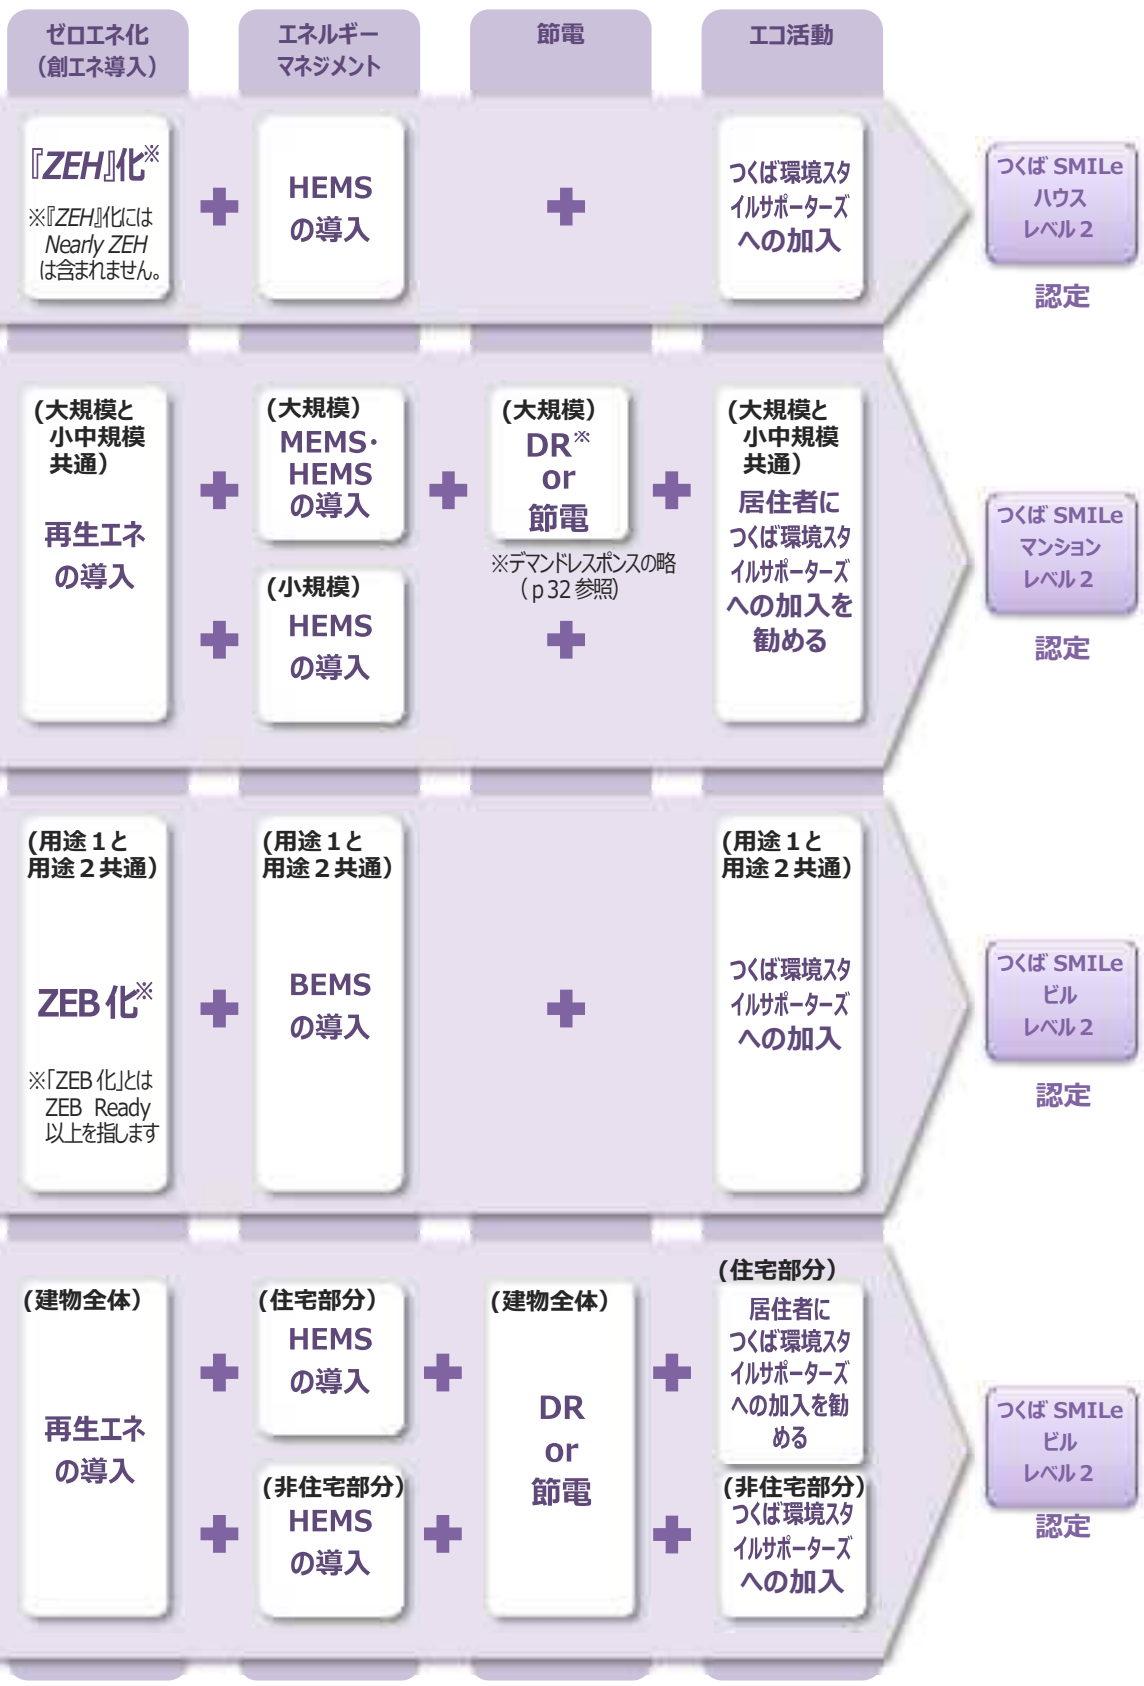 ゼロエネ化
（創エネ導入）
エネルギー
マネジメント
節電
エコ活動
『ZEH』化※
※『ZEH』化には
Nearly ZEH
は含まれません。
HEMS
の導入
つくば環境スタ
イルサポーターズ
への加入
つくば SMILe
ハウス
レベル２
認定
(大規模と
小中規模
共通）
再生エネ
の導入
(大規模）
MEMS・
HEMS
の導入
(小規模）
HEMS
の導入
(大規模）
DR※
or
節電
※デマンドレスポンスの略
（ｐ32 参照）
(大規模と
小中規模
共通）
居住者に
つくば環境スタ
イルサポーターズ
への加入を
勧める
つくば SMILe
マンション
レベル２
認定
(用途１と
用途２共通）
ZEB 化※
※「ZEB 化」とは
ZEB Ready
以上を指します
(用途１と
用途２共通）
BEMS
の導入
(用途１と
用途２共通）
つくば環境スタ
イルサポーターズ
への加入
つくば SMILe
ビル
レベル２
認定
(建物全体）
再生エネ
の導入
(住宅部分）
HEMS
の導入
(非住宅部分）
HEMS
の導入
(建物全体）
DR
or
節電
(住宅部分）
居住者に
つくば環境スタ
イルサポーターズ
への加入を勧
める
(非住宅部分）
つくば環境スタ
イルサポーターズ
への加入
つくば SMILe
ビル
レベル２
認定